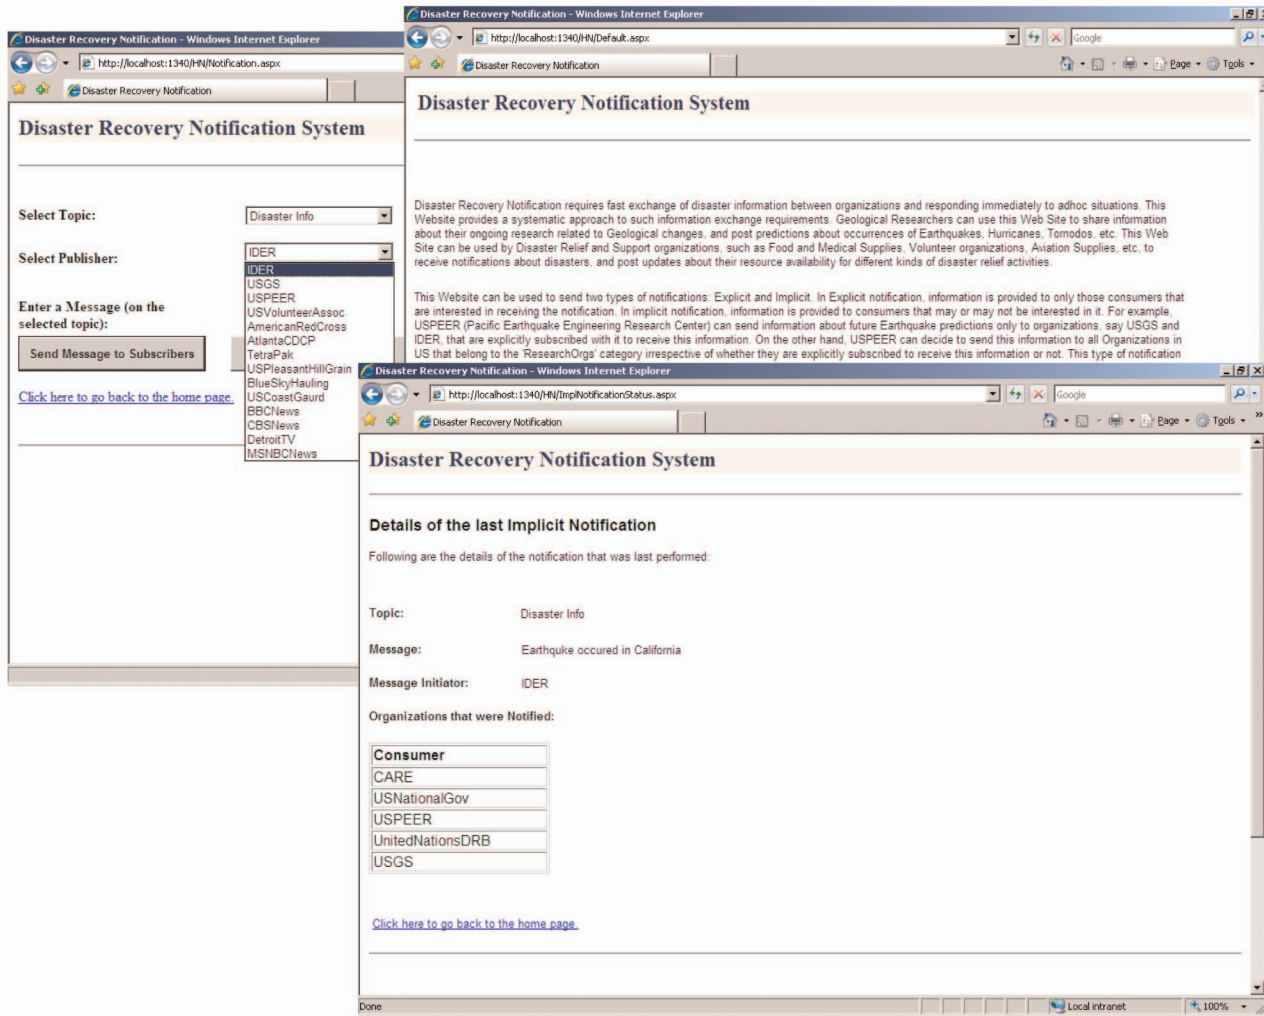 Disaster Recovery Notification - Windows Internet Explorer
http://localhost:1340/HN/Notification.aspx
Disaster Recovery Notification
Disaster Recovery Notification System
Select Topic:
Disaster Info
Select Publisher:
IDER
IDER
USGS
USPEER
USVolunteerAssoc
AmericanRedCross
AtlantaCDCP
TetraPak
USPleasantHillGrain
BlueSkyHauling
USCoastGaurd
BBCNews
CBSNews
DetroitTV
MSNBCNews
Enter a Message (on the
selected topic):
Send Message to Subscribers
Click here to go back to the home page.
Disaster Recovery Notification - Windows Internet Explorer
http://localhost:1340/HN/Default.aspx
Google
Disaster Recovery Notification
Page
Tools
Disaster Recovery Notification System
Disaster Recovery Notification requires fast exchange of disaster information between organizations and responding immediately to adhoc situations. This
Website provides a systematic approach to such information exchange requirements. Geological Researchers can use this Web Site to share information
about their ongoing research related to Geological changes, and post predictions about occurrences of Earthquakes, Hurricanes, Tornodos, etc. This Web
Site can be used by Disaster Relief and Support organizations, such as Food and Medical Supplies, Volunteer organizations, Aviation Supplies, etc, to
receive notifications about disasters, and post updates about their resource availability for different kinds of disaster relief activities.
This Website can be used to send two types of notifications: Explicit and Implicit. In Explicit notification, information is provided to only those consumers that
are interested in receiving the notification. In implicit notification, information is provided to consumers that may or may not be interested in it. For example,
USPEER (Pacific Earthquake Engineering Research Center) can send information about future Earthquake predictions only to organizations, say USGS and
IDER, that are explicitly subscribed with it to receive this information. On the other hand, USPEER can decide to send this information to all Organizations in
US that belong to the 'ResearchOrgs' category irrespective of whether they are explicitly subscribed to receive this information or not. This type of notification
Disaster Recovery Notification - Windows Internet Explorer
http://localhost:1340/HN/ImplNotificationStatus.aspx
Google
Disaster Recovery Notification
Page
Tools
Disaster Recovery Notification System
Details of the last Implicit Notification
Following are the details of the notification that was last performed:
Topic:
Disaster Info
Message:
Earthquke occured in California
Message Initiator:
IDER
Organizations that were Notified:
Consumer
CARE
USNationalGov
USPEER
UnitedNationsDRB
USGS
Click here to go back to the home page.
Done
Local intranet
100%